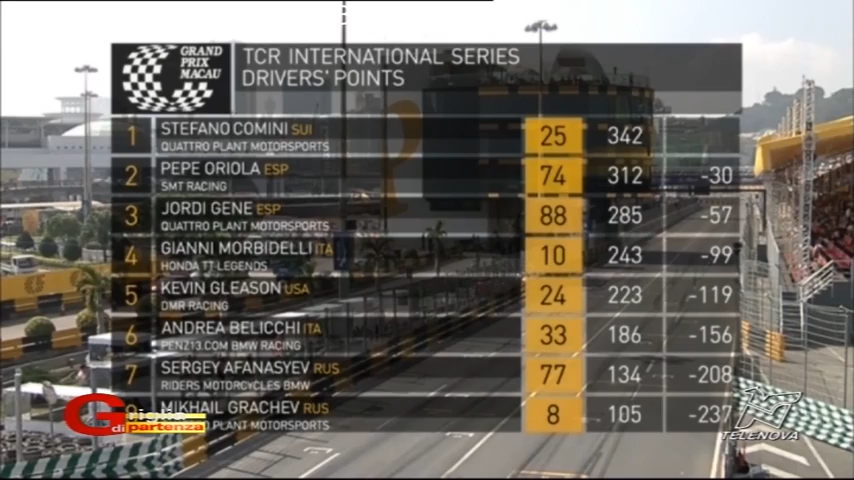 GRAND
PRIX
MACAU
TCR INTERNATIONAL SERIES
DRIVERS' POINTS
1 STEFANO COMINI SUI 25 342
QUATTRO PLANT MOTORSPORTS
2 PEPE ORIOLA ESP 74 312 -30
SMT RACING
3 JORDI GENE ESP 88 285 -57
QUATTRO PLANT MOTORSPORTS
4 GIANNI MORBIDELLI ITA 10 243 -99
HONDA TT LEGENDS
5 KEVIN GLEASON USA 24 223 -119
DMR RACING
6 ANDREA BELICCHI ITA 33 186 -156
PENZ13.COM BMW RACING
7 SERGEY AFANASYEV RUS 77 134 -208
RIDERS MOTORCYCLES BMW
8 MIKHAIL GRACHEV RUS 8 105 -237
PLANT MOTORSPORTS
Griglia
di partenza
TELENOVA